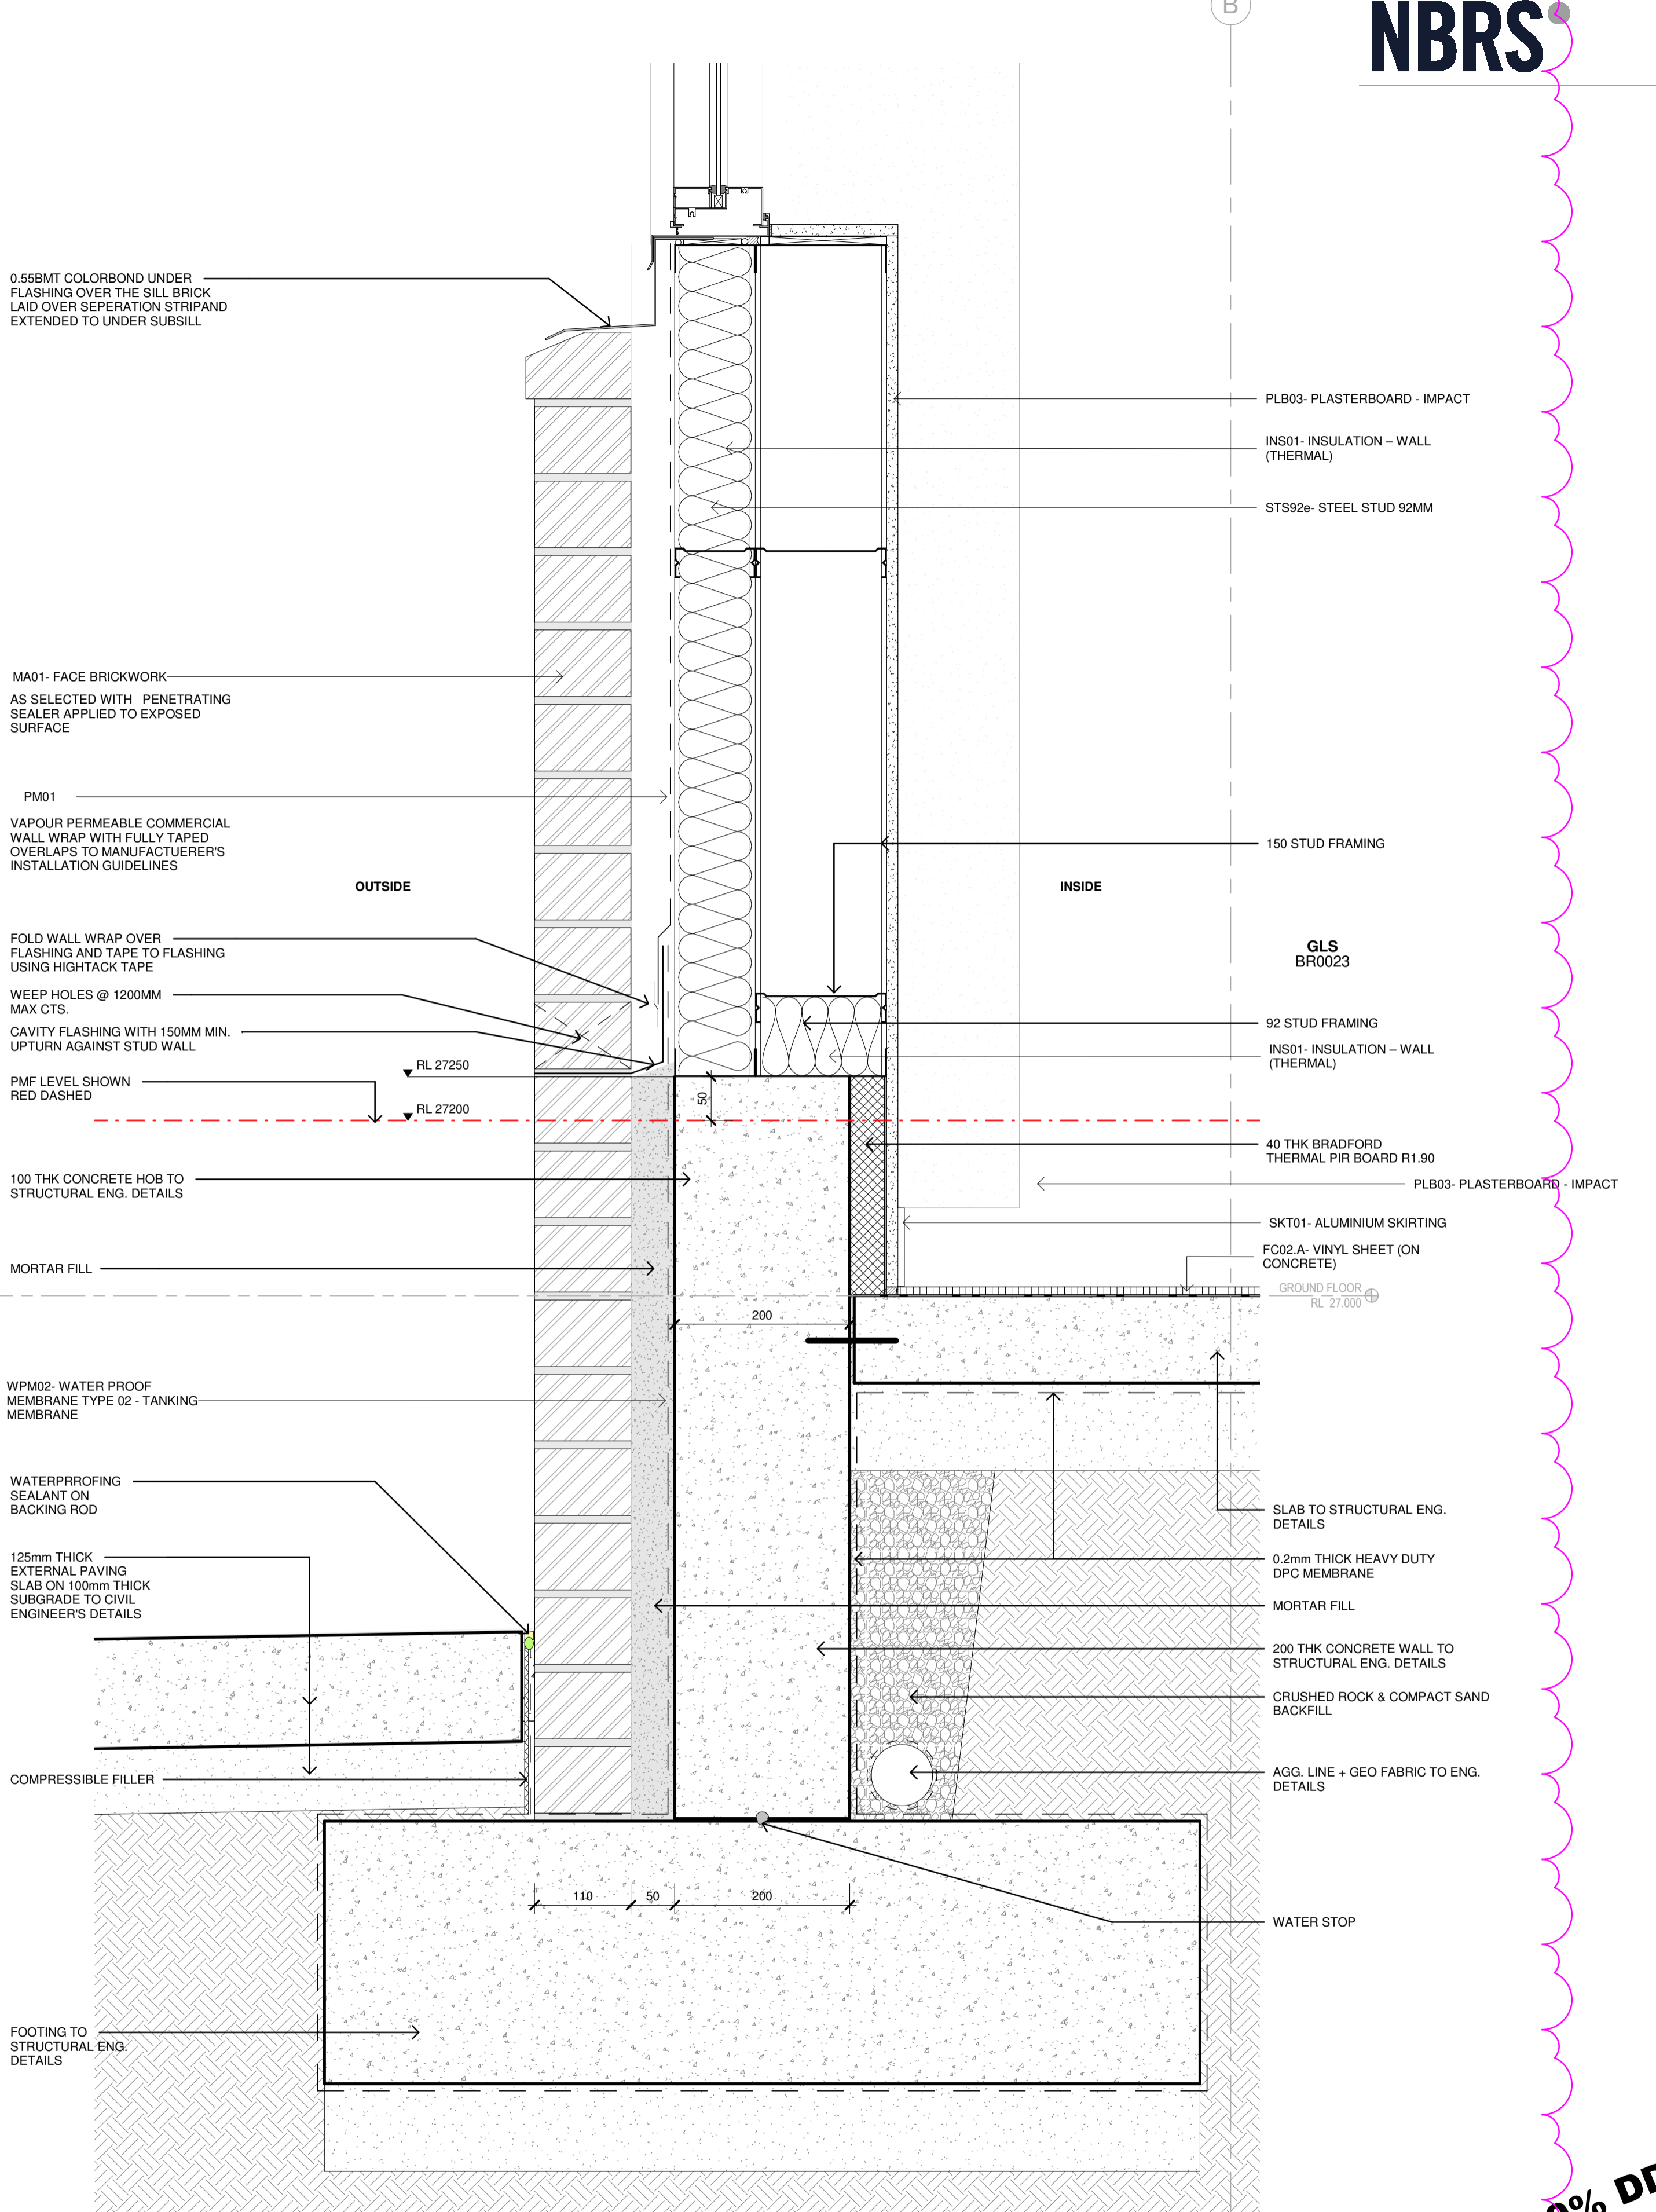 B
NBRS
0.55BMT COLORBOND UNDER
FLASHING OVER THE SILL BRICK
LAID OVER SEPERATION STRIPAND
EXTENDED TO UNDER SUBSILL
PLB03- PLASTERBOARD - IMPACT
INS01- INSULATION – WALL
(THERMAL)
STS92e- STEEL STUD 92MM
MA01- FACE BRICKWORK
AS SELECTED WITH PENETRATING
SEALER APPLIED TO EXPOSED
SURFACE
PM01
VAPOUR PERMEABLE COMMERCIAL
WALL WRAP WITH FULLY TAPED
OVERLAPS TO MANUFACTUERER'S
INSTALLATION GUIDELINES
150 STUD FRAMING
OUTSIDE
INSIDE
FOLD WALL WRAP OVER
FLASHING AND TAPE TO FLASHING
USING HIGHTACK TAPE
GLS
BR0023
WEEP HOLES @ 1200MM
MAX CTS.
92 STUD FRAMING
CAVITY FLASHING WITH 150MM MIN.
UPTURN AGAINST STUD WALL
INS01- INSULATION – WALL
(THERMAL)
RL 27250
PMF LEVEL SHOWN
RED DASHED
50
RL 27200
40 THK BRADFORD
THERMAL PIR BOARD R1.90
100 THK CONCRETE HOB TO
STRUCTURAL ENG. DETAILS
PLB03- PLASTERBOARD - IMPACT
SKT01- ALUMINIUM SKIRTING
FC02.A- VINYL SHEET (ON
CONCRETE)
MORTAR FILL
GROUND FLOOR
RL 27.000
200
WPM02- WATER PROOF
MEMBRANE TYPE 02 - TANKING
MEMBRANE
WATERPRROFING
SEALANT ON
BACKING ROD
SLAB TO STRUCTURAL ENG.
DETAILS
125mm THICK
EXTERNAL PAVING
SLAB ON 100mm THICK
SUBGRADE TO CIVIL
ENGINEER'S DETAILS
0.2mm THICK HEAVY DUTY
DPC MEMBRANE
MORTAR FILL
200 THK CONCRETE WALL TO
STRUCTURAL ENG. DETAILS
CRUSHED ROCK & COMPACT SAND
BACKFILL
COMPRESSIBLE FILLER
AGG. LINE + GEO FABRIC TO ENG.
DETAILS
110 50 200
WATER STOP
FOOTING TO
STRUCTURAL ENG.
DETAILS